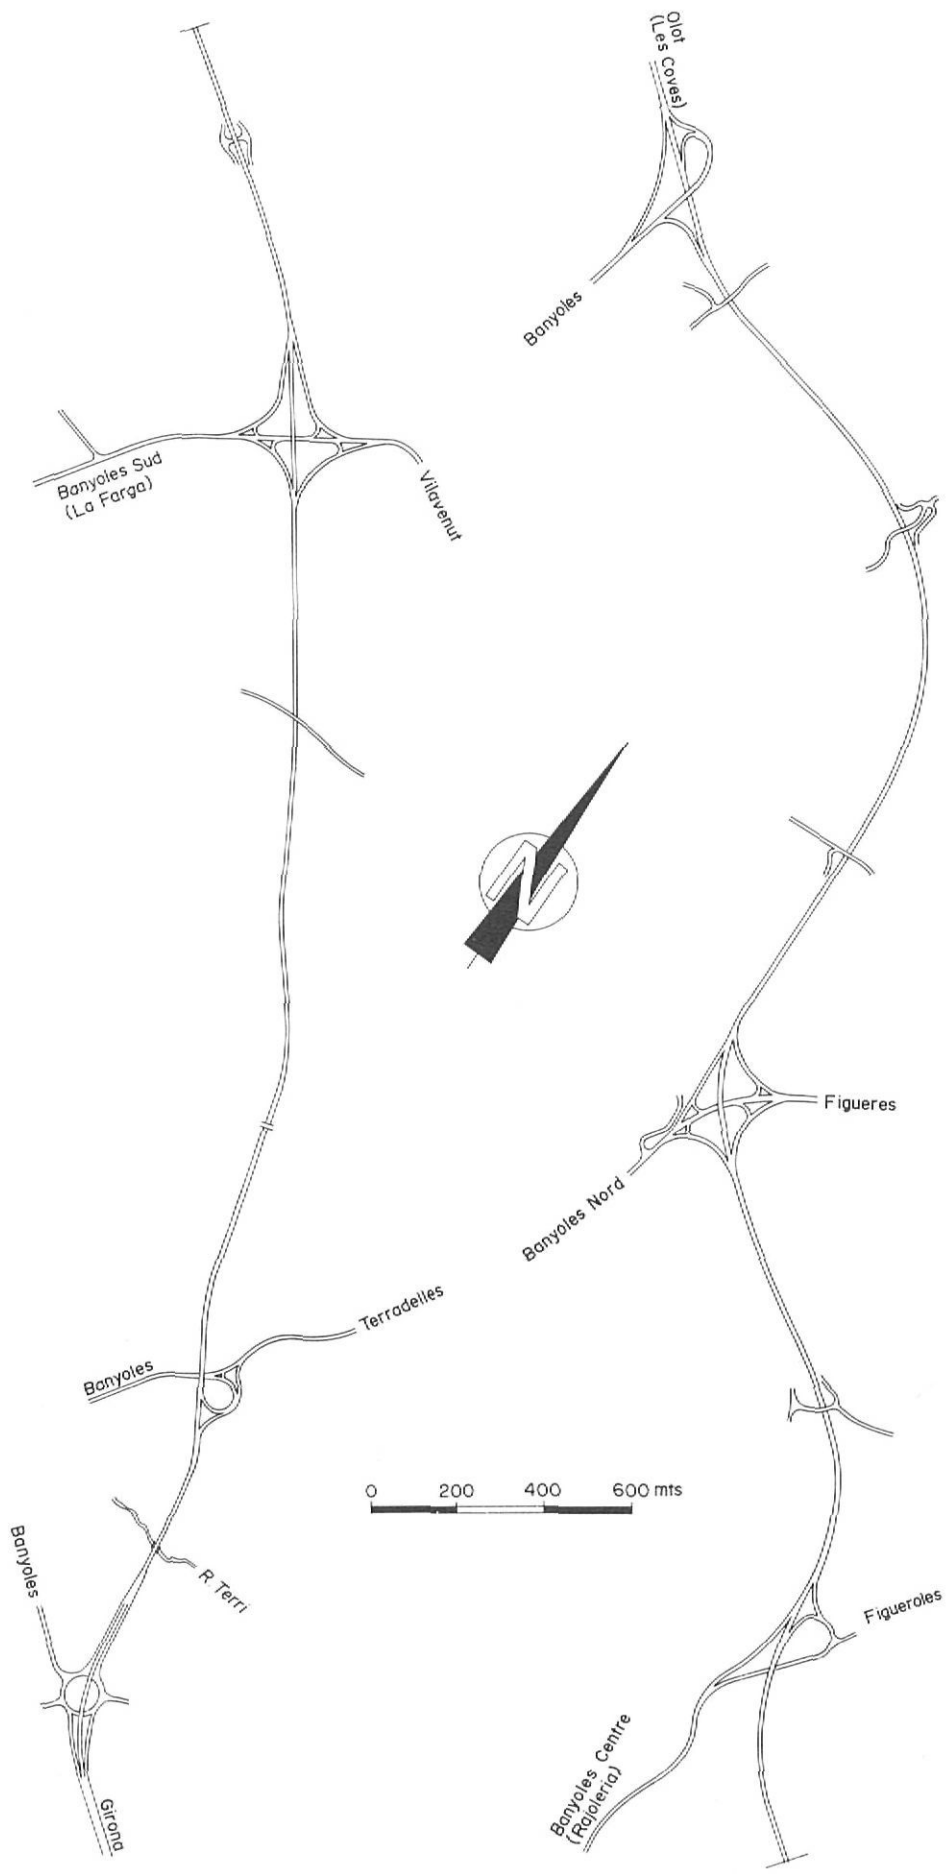 Olot
(Les Coves)
Banyoles
Banyoles Sud
(La Farga)
Vilavenut
N
Figueres
Banyoles Nord
Terradelles
Banyoles
0 200 400 600 mts
Banyoles
R. Terri
Figueroles
Banyoles Centre
(Rajoleria)
Girona